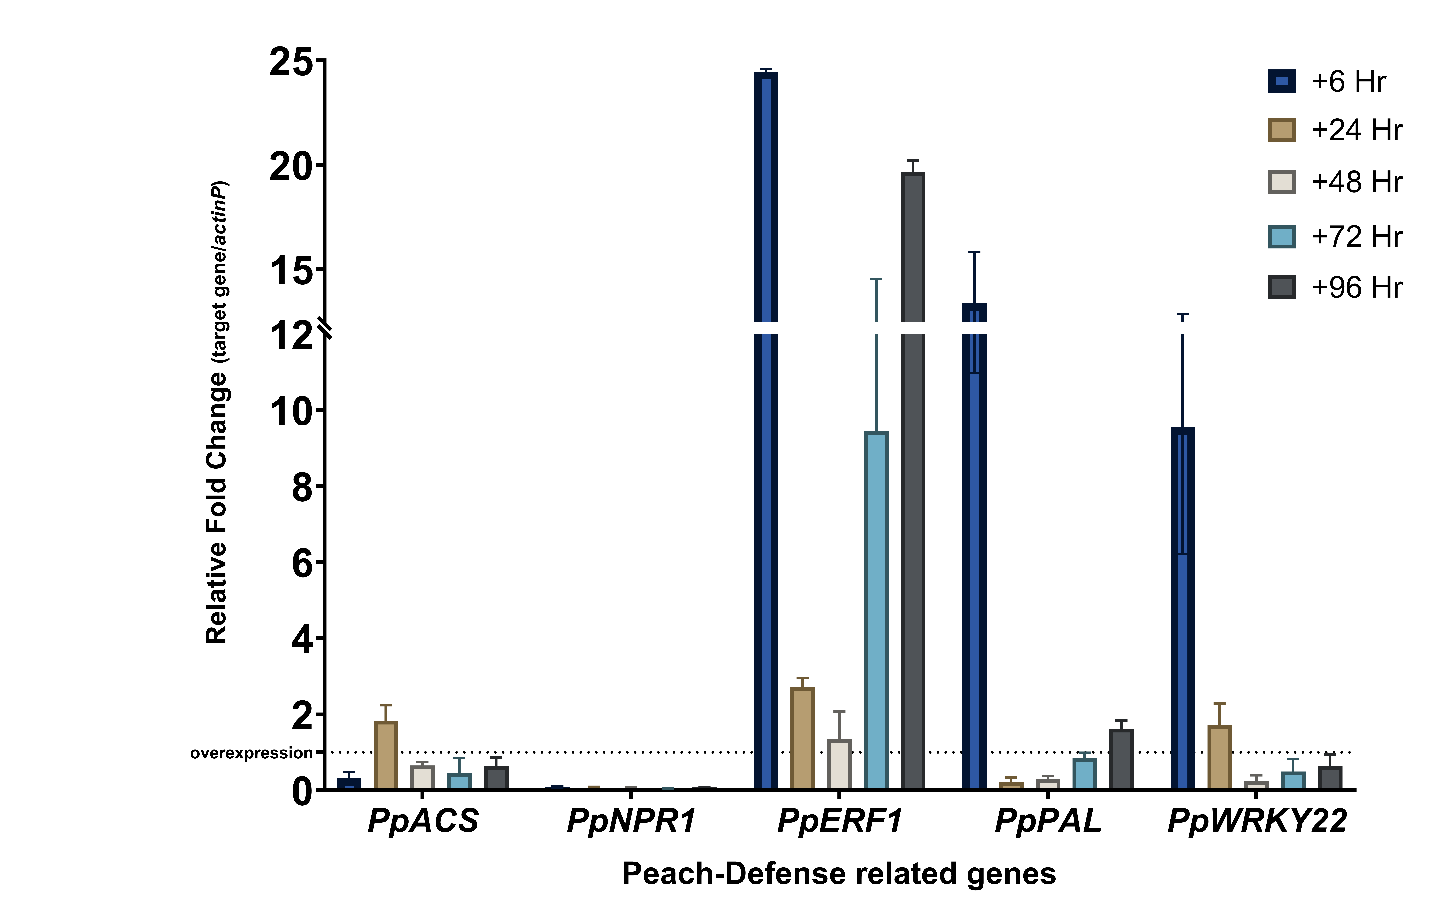 25
20
15
12
10
8
6
4
2
0
overexpression
Relative Fold Change (target gene/actinP)
+6 Hr
+24 Hr
+48 Hr
+72 Hr
+96 Hr
PpACS PpNPR1 PpERF1 PpPAL PpWRKY22
Peach-Defense related genes